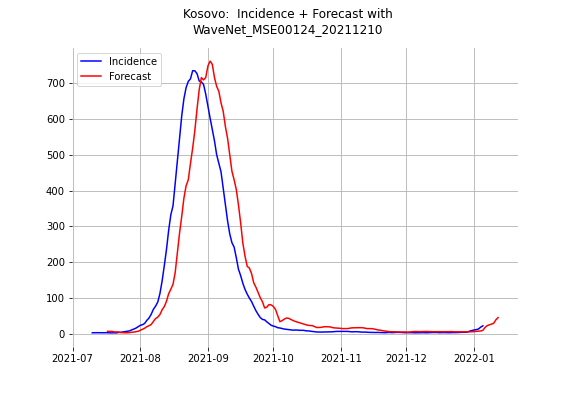 Kosovo:  Incidence + Forecast with
WaveNet_MSE00124_20211210
Incidence
Forecast
700
600
500
400
300
200
100
0
2021-07 2021-08 2021-09 2021-10 2021-11 2021-12 2022-01